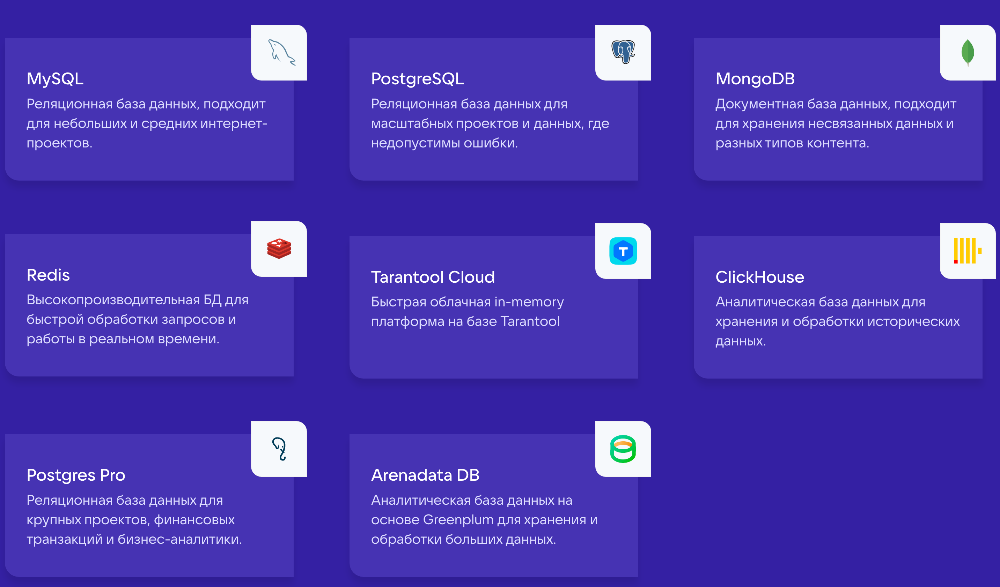 MySQL
Реляционная база данных, подходит
для небольших и средних интернет-
проектов.
PostgreSQL
Реляционная база данных для
масштабных проектов и данных, где
недопустимы ошибки.
MongoDB
Документная база данных, подходит
для хранения несвязанных данных и
разных типов контента.
Redis
Высокопроизводительная БД для
быстрой обработки запросов и
работы в реальном времени.
T
Tarantool Cloud
Быстрая облачная in-memory
платформа на базе Tarantool
ClickHouse
Аналитическая база данных для
хранения и обработки исторических
данных.
Postgres Pro
Реляционная база данных для
крупных проектов, финансовых
транзакций и бизнес-аналитики.
Arenadata DB
Аналитическая база данных на
основе Greenplum для хранения и
обработки больших данных.